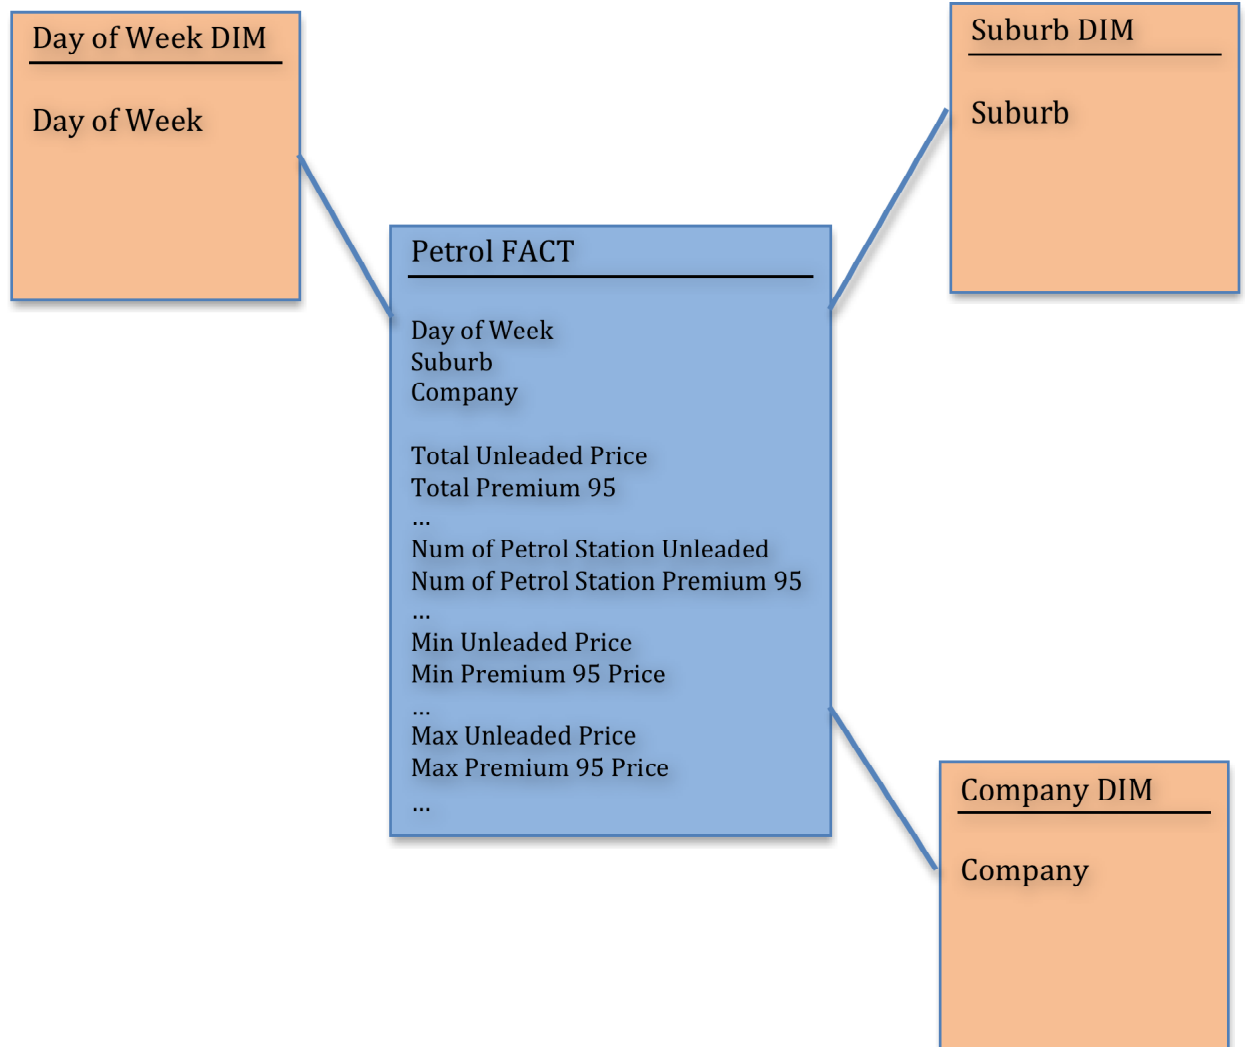 Day of Week DIM
Day of Week
Suburb DIM
Suburb
Petrol FACT
Day of Week
Suburb
Company
Total Unleaded Price
Total Premium 95
...
Num of Petrol Station Unleaded
Num of Petrol Station Premium 95
...
Min Unleaded Price
Min Premium 95 Price
...
Max Unleaded Price
Max Premium 95 Price
...
Company DIM
Company